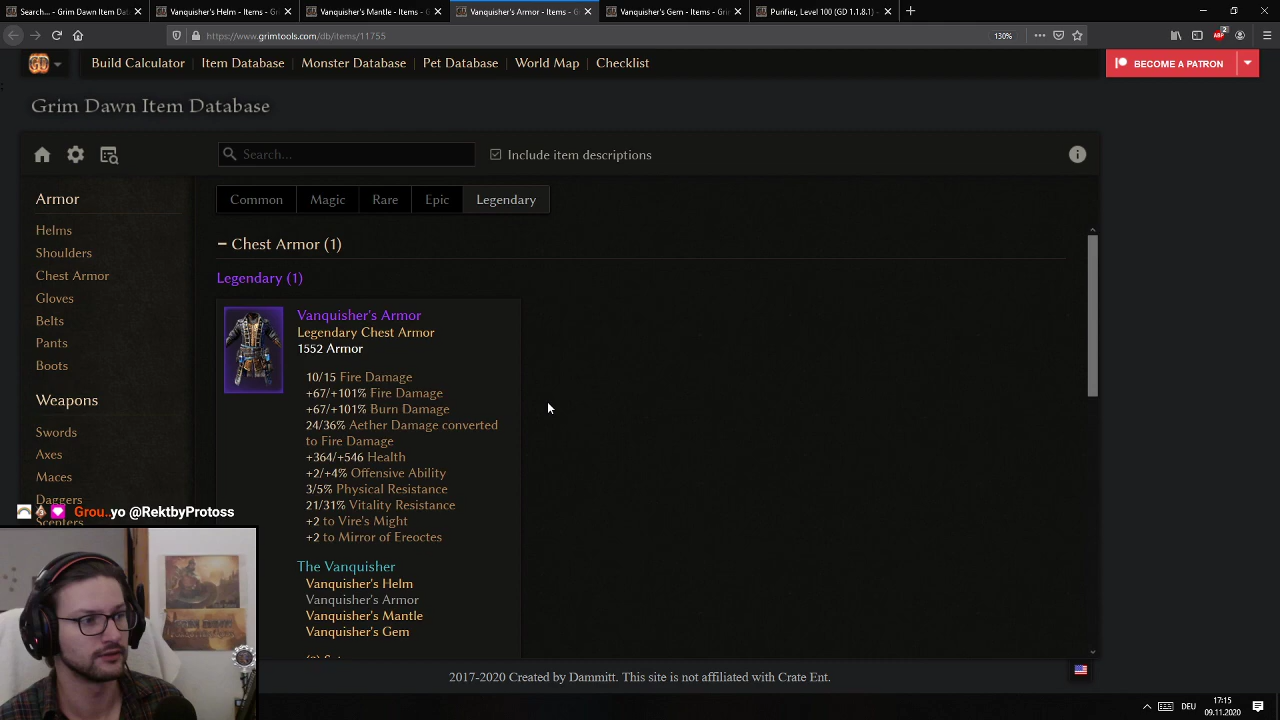 Search... - Grim Dawn Item Datab
Vanquisher's Helm - Items - Gri
Vanquisher's Mantle - Items - G
Vanquisher's Armor - Items - G
Vanquisher's Gem - Items - Gri
Purifier, Level 100 (GD 1.1.8.1) -
https://www.grimtools.com/db/items/11755
130%
ABP
2
GD
Build Calculator
Item Database
Monster Database
Pet Database
World Map
Checklist
BECOME A PATRON
Grim Dawn Item Database
Search...
Include item descriptions
Armor
Helms
Shoulders
Chest Armor
Gloves
Belts
Pants
Boots
Weapons
Swords
Axes
Maces
Daggers
Scepters
Common
Magic
Rare
Epic
Legendary
Chest Armor (1)
Legendary (1)
Vanquisher's Armor
Legendary Chest Armor
1552 Armor
10/15 Fire Damage
+67/+101% Fire Damage
+67/+101% Burn Damage
24/36% Aether Damage converted
to Fire Damage
+364/+546 Health
+2/+4% Offensive Ability
3/5% Physical Resistance
21/31% Vitality Resistance
+2 to Vire's Might
+2 to Mirror of Ereoctes
The Vanquisher
Vanquisher's Helm
Vanquisher's Armor
Vanquisher's Mantle
Vanquisher's Gem
Grou..yo @RektbyProtoss
2017-2020 Created by Dammitt. This site is not affiliated with Crate Ent.
DEU
17:15
09.11.2020